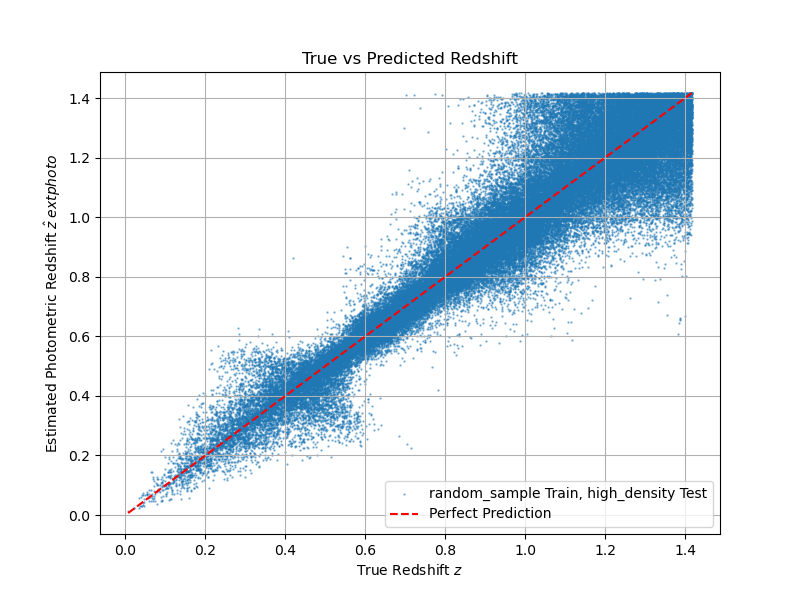 True vs Predicted Redshift
Estimated Photometric Redshift ẑ extphoto
1.4
1.2
1.0
0.8
0.6
0.4
0.2
0.0
random_sample Train, high_density Test
Perfect Prediction
0.0 0.2 0.4 0.6 0.8 1.0 1.2 1.4
True Redshift z